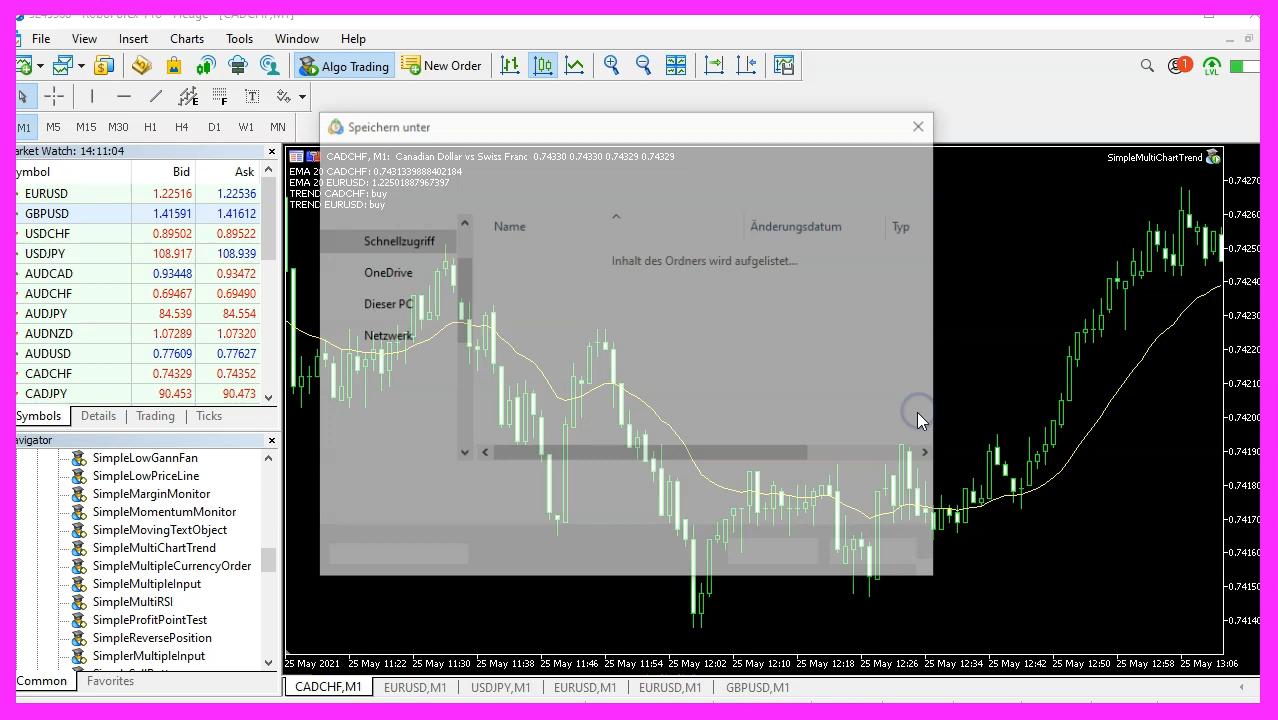 File View Insert Charts Tools Window Help
Algo Trading New Order 1 LVL
E F T
M1 M5 M15 M30 H1 H4 D1 W1 MN
arket Watch: 14:11:04
ymbol Bid Ask
EURUSD 1.22516 1.22536
GBPUSD 1.41591 1.41612
USDCHF 0.89502 0.89522
USDJPY 108.917 108.939
AUDCAD 0.93448 0.93472
AUDCHF 0.69467 0.69490
AUDJPY 84.539 84.554
AUDNZD 1.07289 1.07320
AUDUSD 0.77609 0.77627
CADCHF 0.74329 0.74352
CADJPY 90.453 90.473
Symbols Details Trading Ticks
avigator
SimpleLowGannFan
SimpleLowPriceLine
SimpleMarginMonitor
SimpleMomentumMonitor
SimpleMovingTextObject
SimpleMultiChartTrend
SimpleMultipleCurrencyOrder
SimpleMultipleInput
SimpleMultiRSI
SimpleProfitPointTest
SimpleReversePosition
SimplerMultipleInput
Common Favorites
Speichern unter
CADCHF, M1: Canadian Dollar vs Swiss Franc 0.74330 0.74330 0.74329 0.74329
SimpleMultiChartTrend
EMA 20 CADCHF: 0.7431339888402184
EMA 20 EURUSD: 1.22501887967397
TREND CADCHF: buy
TREND EURUSD: buy
Name Änderungsdatum Typ
Schnellzugriff
Inhalt des Ordners wird aufgelistet...
OneDrive
Dieser PC
Netzwerk
0.74270
0.74260
0.74250
0.74240
0.74230
0.74220
0.74210
0.74200
0.74190
0.74180
0.74170
0.74160
0.74150
0.74140
25 May 2021 25 May 11:22 25 May 11:30 25 May 11:38 25 May 11:46 25 May 11:54 25 May 12:02 25 May 12:10 25 May 12:18 25 May 12:26 25 May 12:34 25 May 12:42 25 May 12:50 25 May 12:58 25 May 13:06
CADCHF,M1 EURUSD,M1 USDJPY,M1 EURUSD,M1 EURUSD,M1 GBPUSD,M1